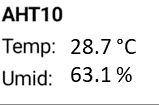 AHT10
Temp: 28.7 °C
Umid: 63.1 %